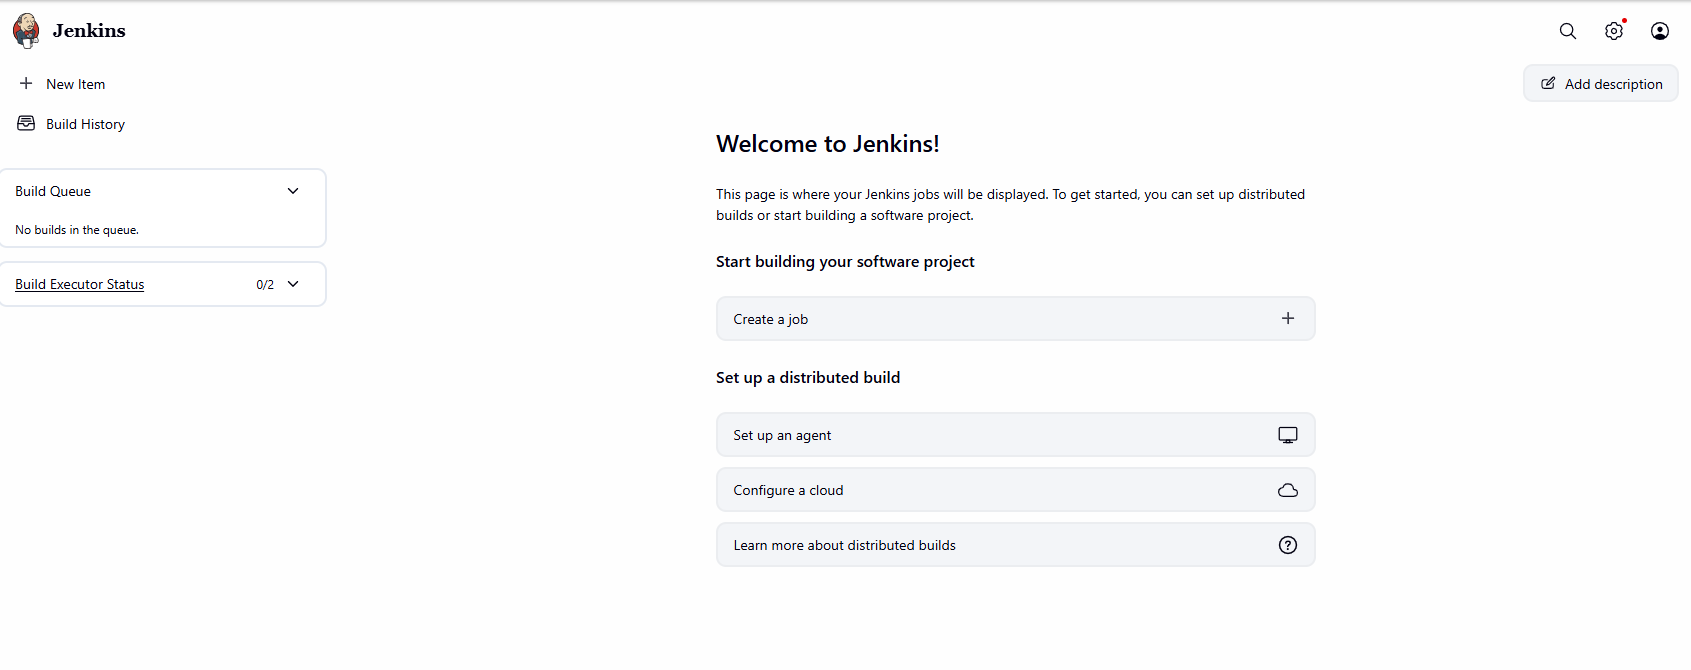 Jenkins
New Item
Build History
Add description
Build Queue
No builds in the queue.
Build Executor Status
0/2
Welcome to Jenkins!
This page is where your Jenkins jobs will be displayed. To get started, you can set up distributed
builds or start building a software project.
Start building your software project
Create a job
Set up a distributed build
Set up an agent
Configure a cloud
Learn more about distributed builds